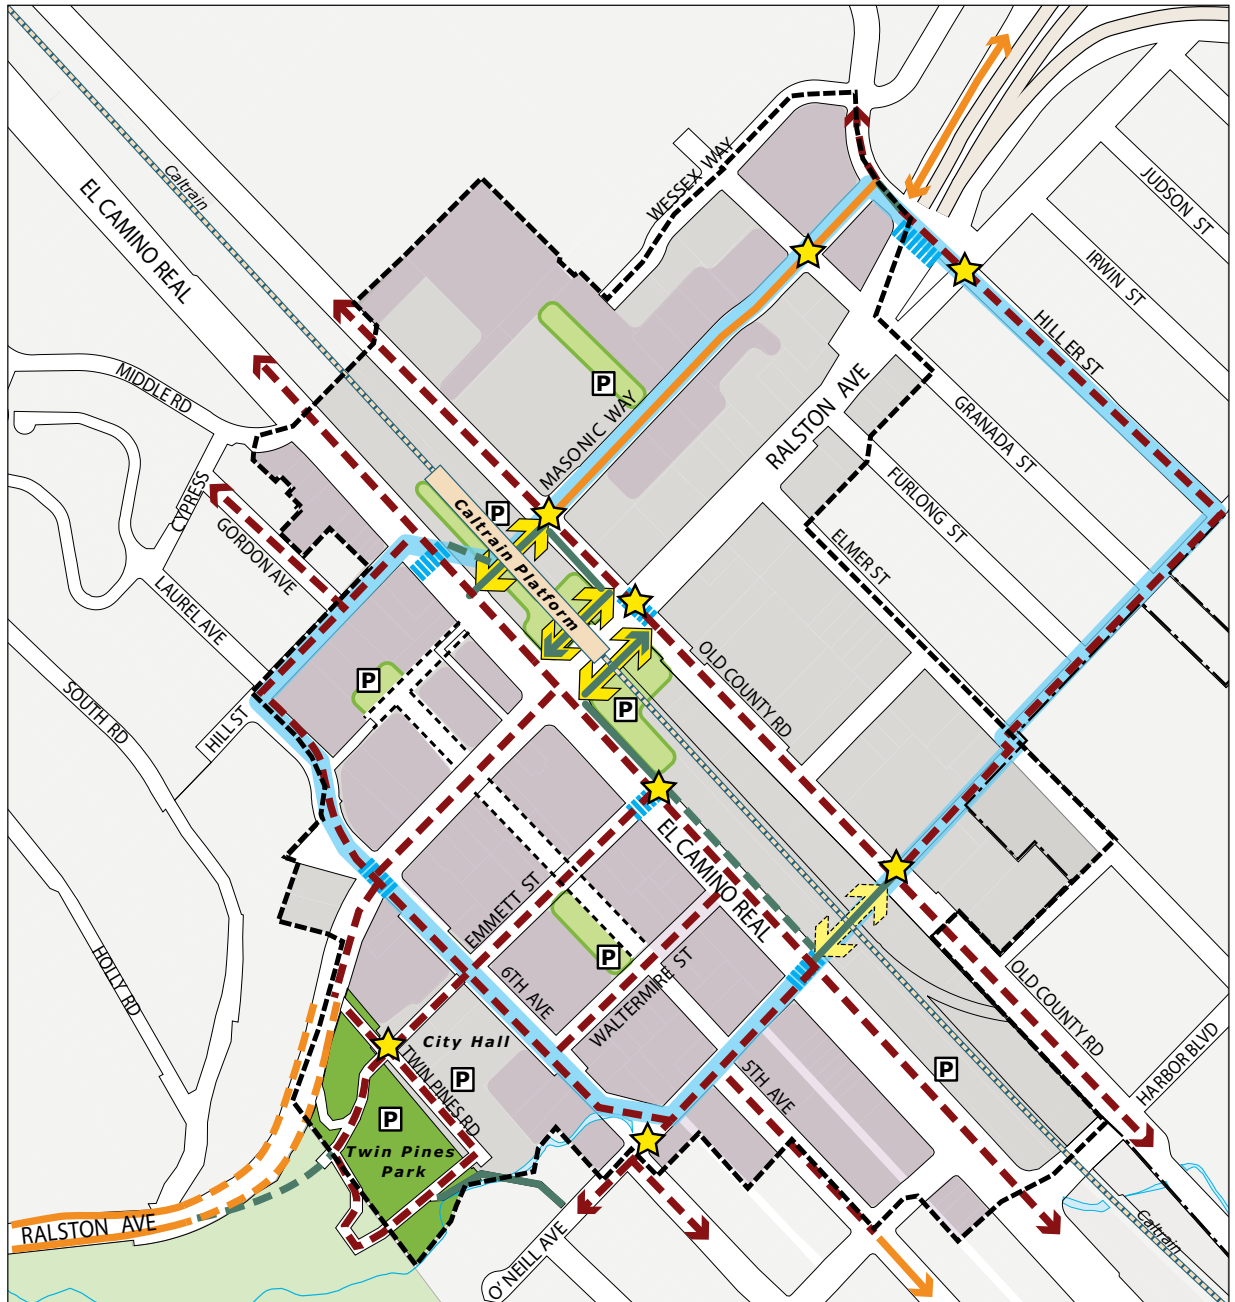 JUDSON ST
WESSEX WAY
Caltrain
EL CAMINO REAL
IRWIN ST
HILLER ST
MIDDLE RD
P
MASONIC WAY
RALSTON AVE
GRANADA ST
CYPRESS
P
Caltrain Platform
FURLONG ST
GORDON AVE
ELMER ST
LAUREL AVE
P
OLD COUNTY RD
SOUTH RD
HILL ST
P
EL CAMINO REAL
EMMETT ST
HOLLY RD
6TH AVE
P
WALTERMIRE ST
OLD COUNTY RD
City Hall
TWIN PINES RD
P
5TH AVE
P
HARBOR BLVD
P
Twin Pines
Park
RALSTON AVE
O' NEILL AVE
Caltrain